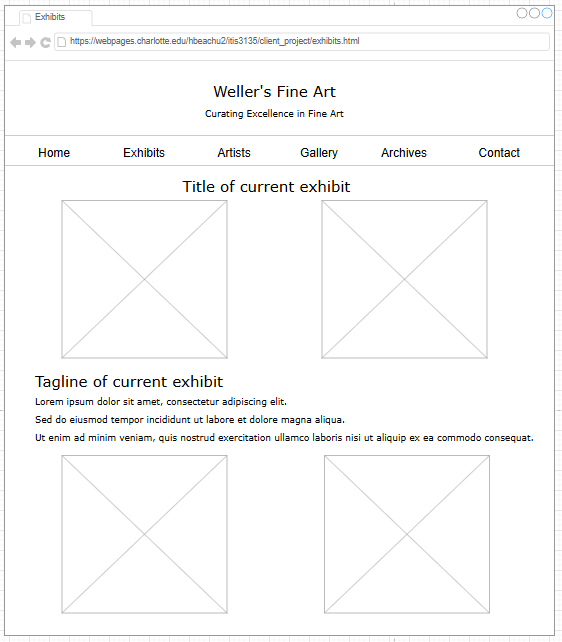 Exhibits
https://webpages.charlotte.edu/hbeachu2/itis3135/client_project/exhibits.html
Weller's Fine Art
Curating Excellence in Fine Art
Home Exhibits Artists Gallery Archives Contact
Title of current exhibit
Tagline of current exhibit
Lorem ipsum dolor sit amet, consectetur adipiscing elit.
Sed do eiusmod tempor incididunt ut labore et dolore magna aliqua.
Ut enim ad minim veniam, quis nostrud exercitation ullamco laboris nisi ut aliquip ex ea commodo consequat.